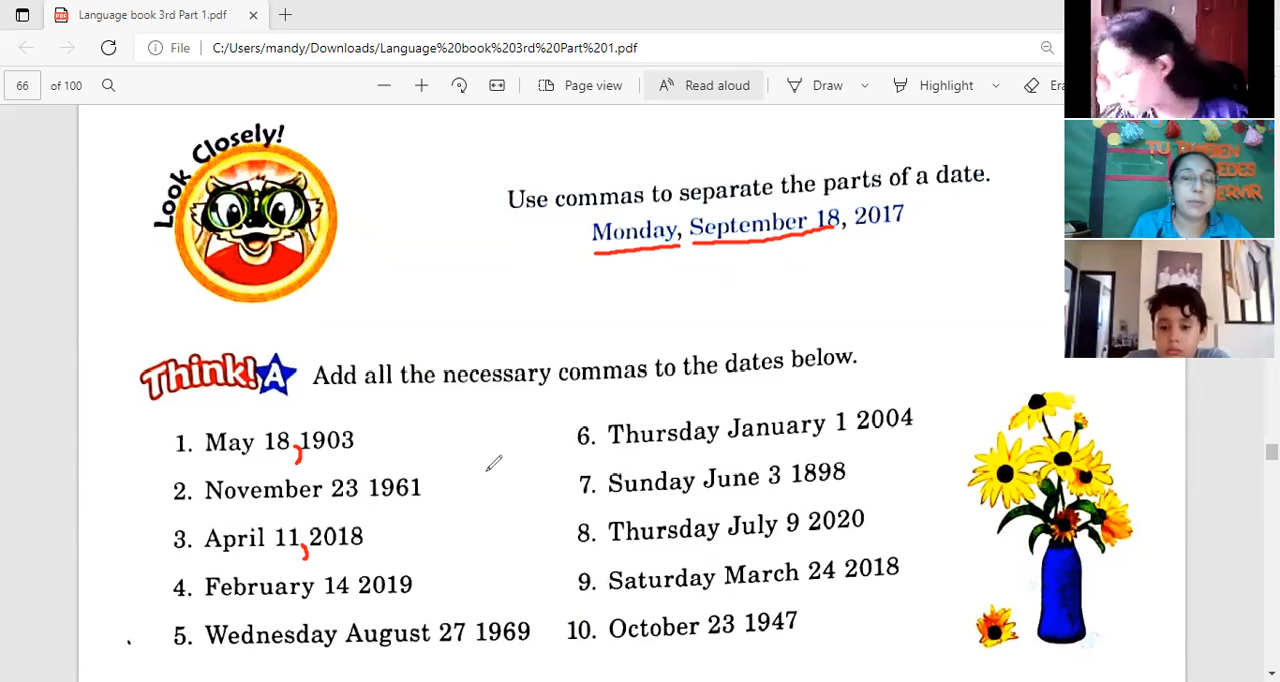 Language book 3rd Part 1.pdf
File C:/Users/mandy/Downloads/Language%20book%203rd%20Part%201.pdf
66 of 100 Page view Read aloud Draw Highlight
Look Closely!
Use commas to separate the parts of a date.
Monday, September 18, 2017
Think! A Add all the necessary commas to the dates below.
1. May 18, 1903
2. November 23 1961
3. April 11, 2018
4. February 14 2019
5. Wednesday August 27 1969
6. Thursday January 1 2004
7. Sunday June 3 1898
8. Thursday July 9 2020
9. Saturday March 24 2018
10. October 23 1947